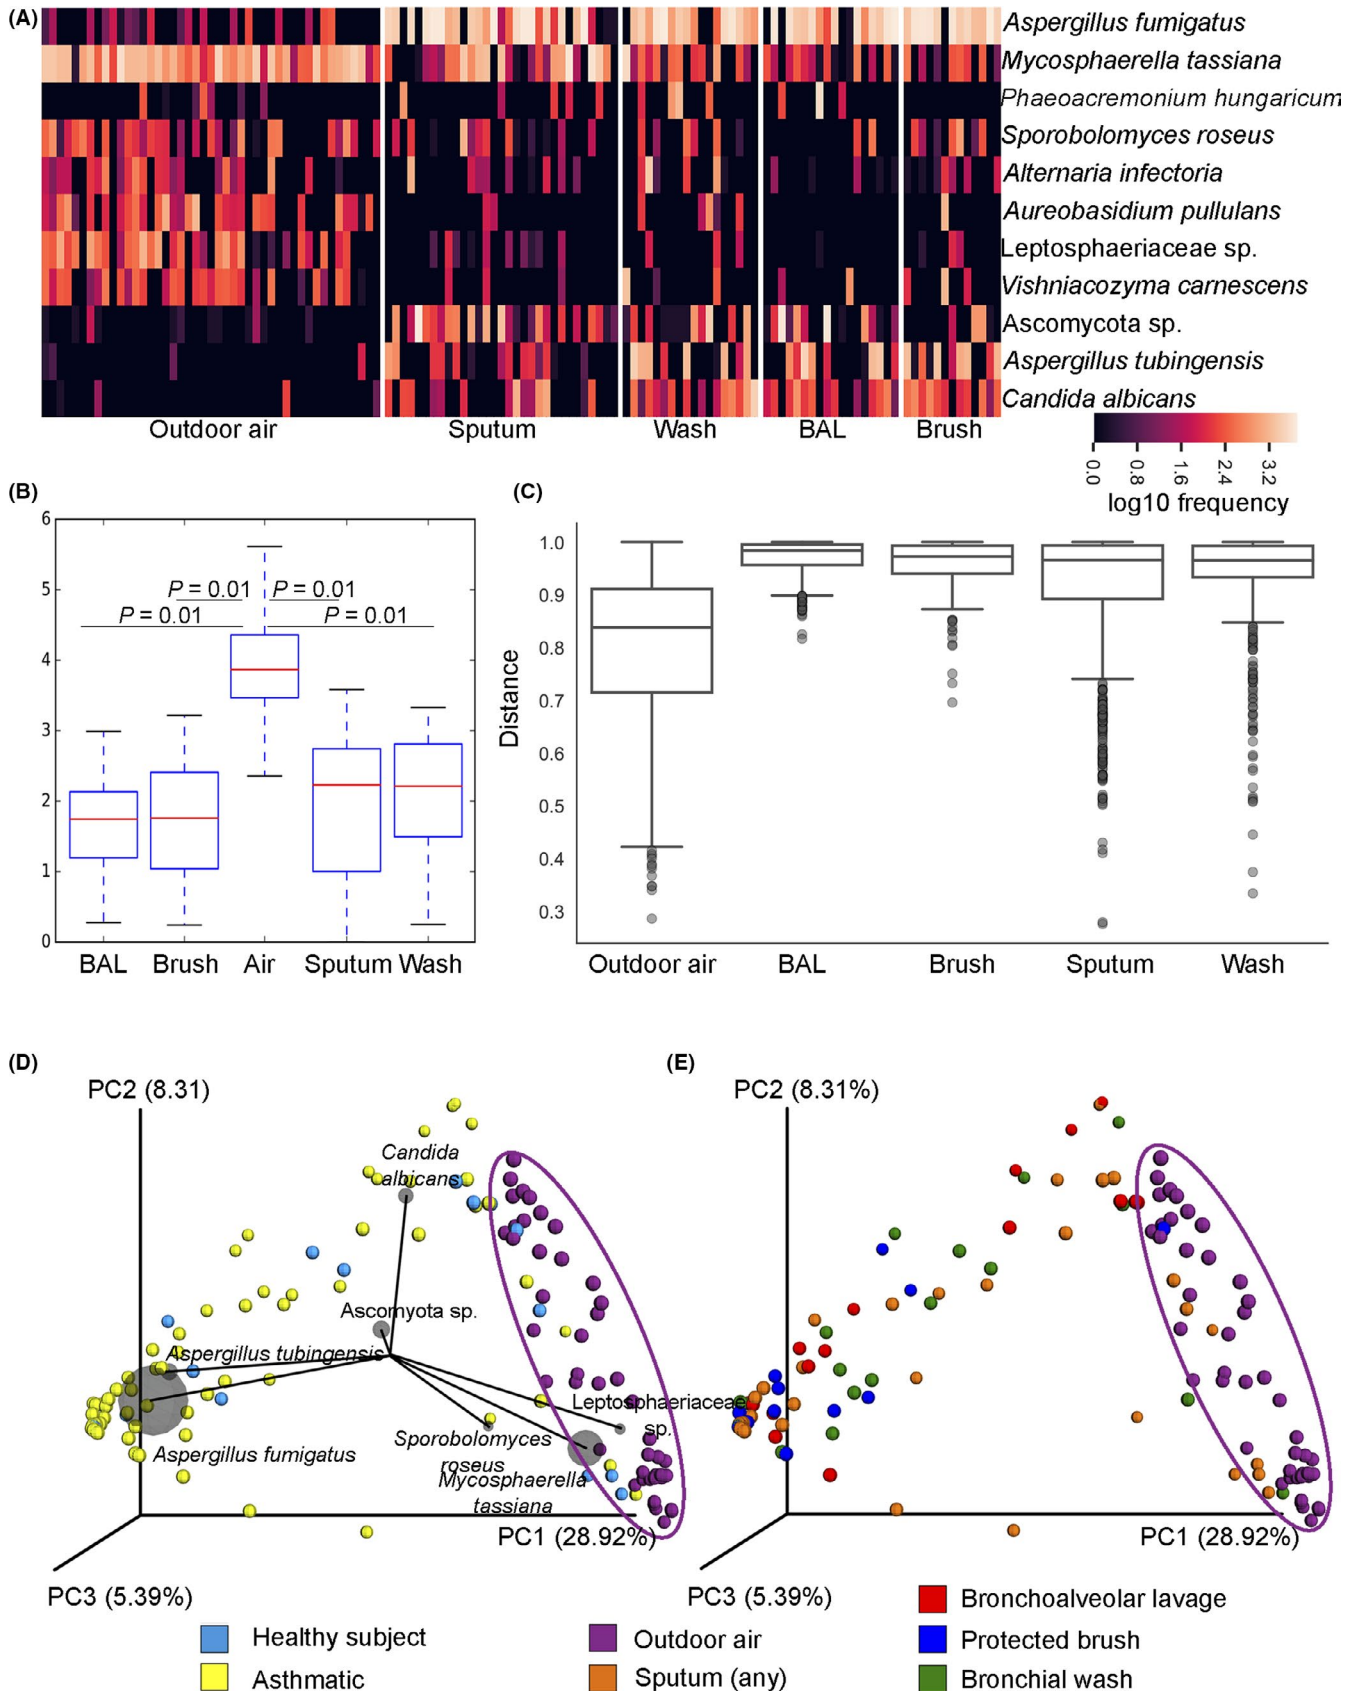 (A)
Aspergillus fumigatus
Mycosphaerella tassiana
Phaeoacremonium hungaricum
Sporobolomyces roseus
Alternaria infectoria
Aureobasidium pullulans
Leptosphaeriaceae sp.
Vishniacozyma carnescens
Ascomycota sp.
Aspergillus tubingensis
Candida albicans
Outdoor air Sputum Wash BAL Brush
0.0 0.8 1.6 2.4 3.2
log10 frequency
(B)
6
5
4
3
2
1
0
P = 0.01 P = 0.01
P = 0.01 P = 0.01
BAL Brush Air Sputum Wash
(C)
Distance
1.0
0.9
0.8
0.7
0.6
0.5
0.4
0.3
Outdoor air BAL Brush Sputum Wash
(D)
PC2 (8.31)
Candida
albicans
Ascomyota sp.
Aspergillus tubingensis
Aspergillus fumigatus
Leptosphaeriaceae
sp.
Sporobolomyces
roseus
Mycosphaerella
tassiana
PC1 (28.92%)
PC3 (5.39%)
(E)
PC2 (8.31%)
PC1 (28.92%)
PC3 (5.39%)
Healthy subject
Asthmatic
Outdoor air
Sputum (any)
Bronchoalveolar lavage
Protected brush
Bronchial wash